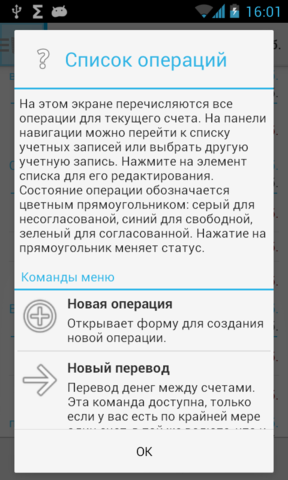 16:01
Список операций
На этом экране перечисляются все
операции для текущего счета. На панели
навигации можно перейти к списку
учетных записей или выбрать другую
учетную запись. Нажмите на элемент
списка для его редактирования.
Состояние операции обозначается
цветным прямоугольником: серый для
несогласованой, синий для свободной,
зеленый для согласованной. Нажатие на
прямоугольник меняет статус.
Команды меню
Новая операция
Открывает форму для создания
новой операции.
Новый перевод
Перевод денег между счетами.
Эта команда доступна, только
если у вас есть по крайней мере
OK